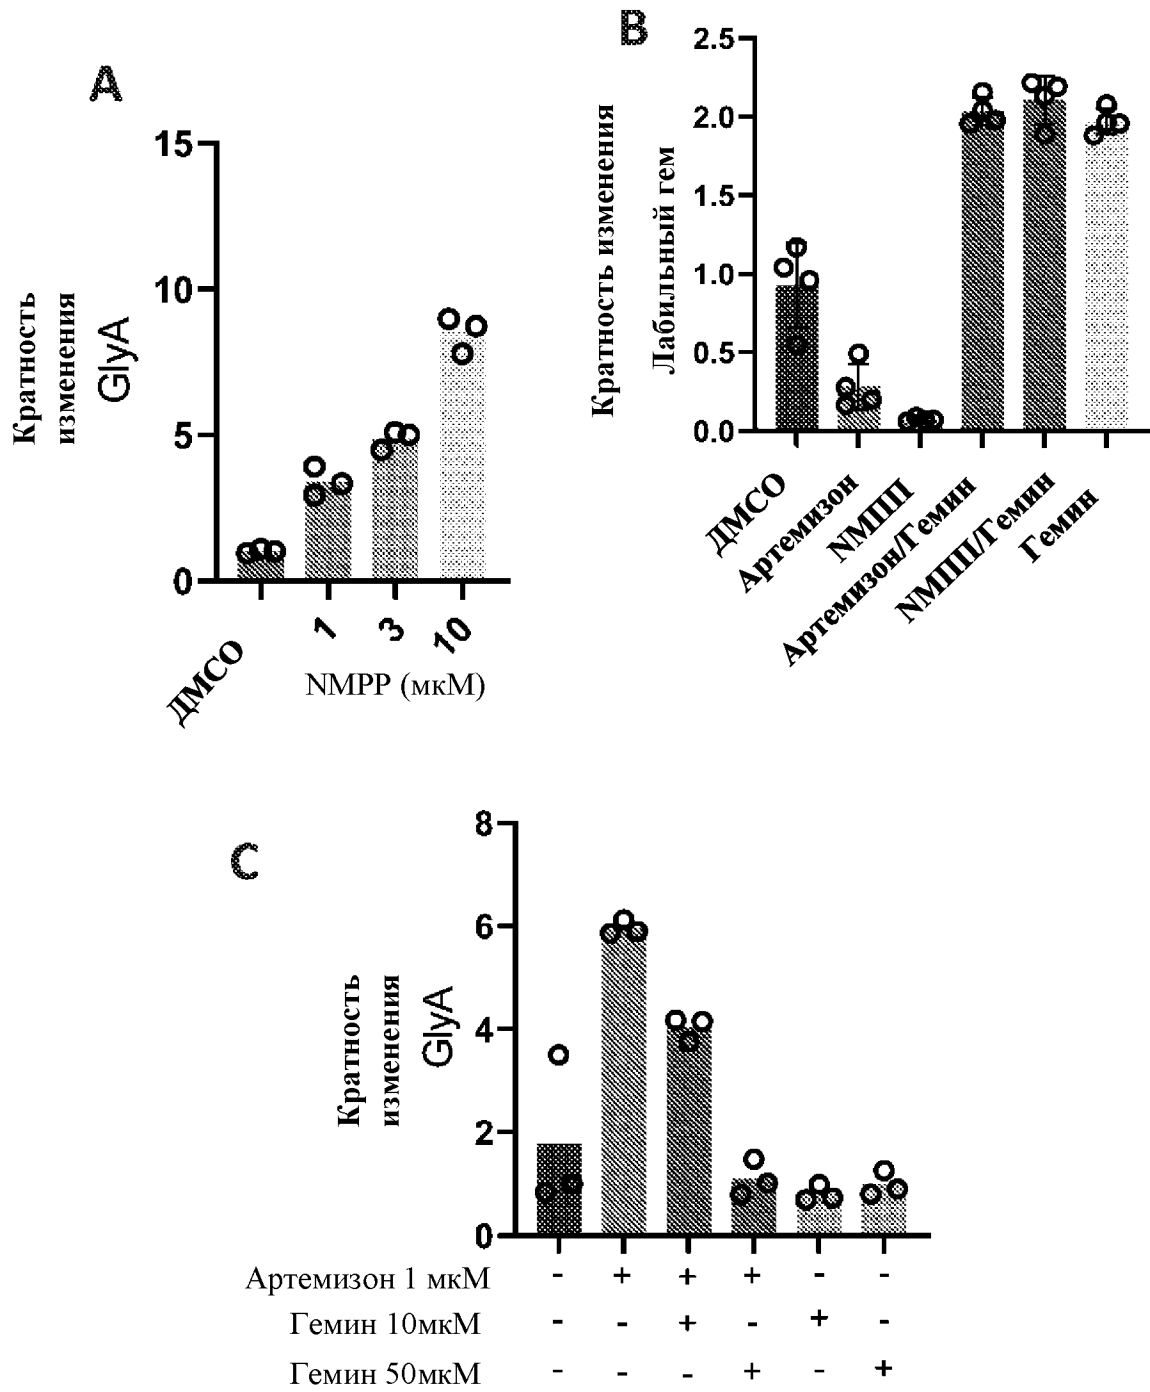 A
Кратность
изменения
GlyA
15
10
5
0
ДМСО
1
3
10
NMPP (мкМ)
B
Кратность изменения
Лабильный гем
2.5
2.0
1.5
1.0
0.5
0.0
ДМСО
Артемизон
NМПП
Артемизон/Гемин
NМПП/Гемин
Гемин
C
Кратность
изменения
GlyA
8
6
4
2
0
Артемизон 1 мкМ - + + + - -
Гемин 10мкМ - - + - + -
Гемин 50мкМ - - - + - +